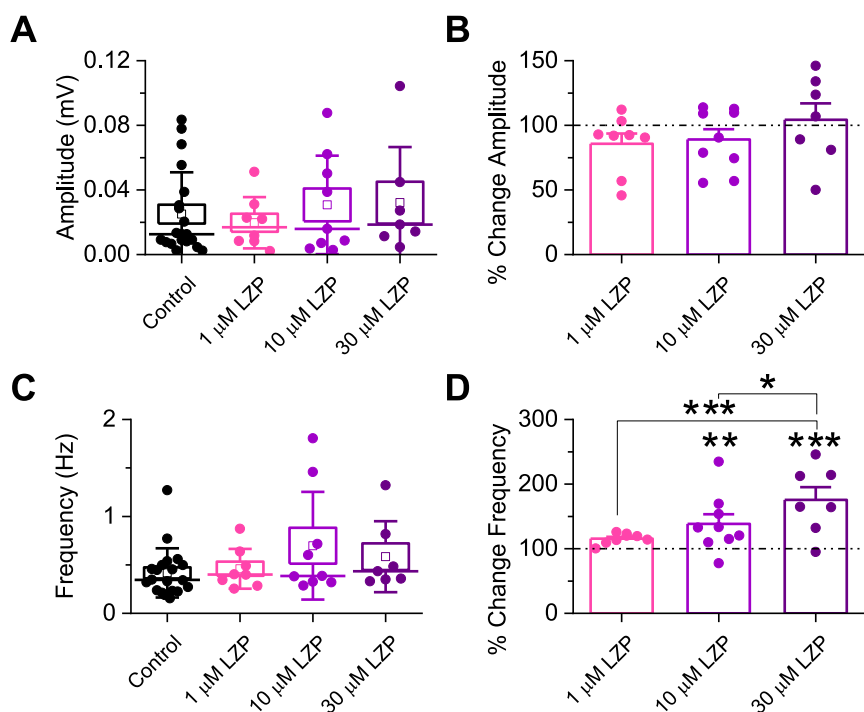 A
Amplitude (mV)
0.12
0.08
0.04
0.00
Control
1 μM LZP
10 μM LZP
30 μM LZP
B
% Change Amplitude
150
100
50
0
1 μM LZP
10 μM LZP
30 μM LZP
C
Frequency (Hz)
2
1
0
Control
1 μM LZP
10 μM LZP
30 μM LZP
D
% Change Frequency
300
200
100
0
*
***
**
***
1 μM LZP
10 μM LZP
30 μM LZP